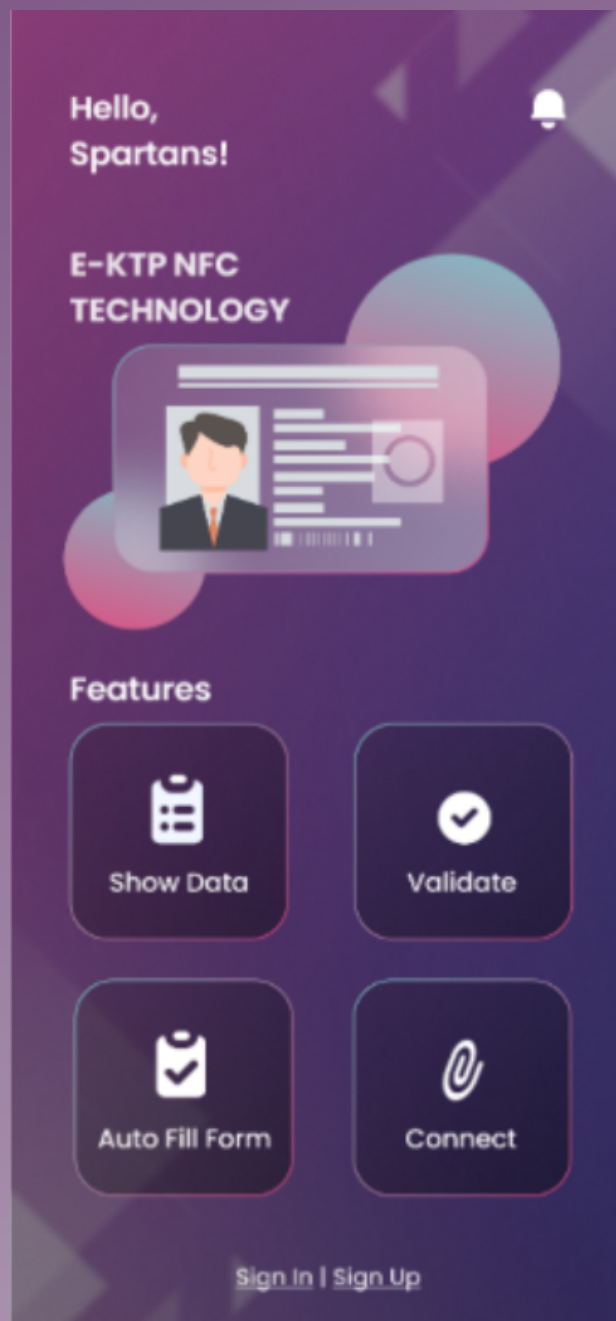 Hello,
Spartans!
E-KTP NFC
TECHNOLOGY
Features
Show Data
Validate
Auto Fill Form
Connect
Sign In | Sign Up